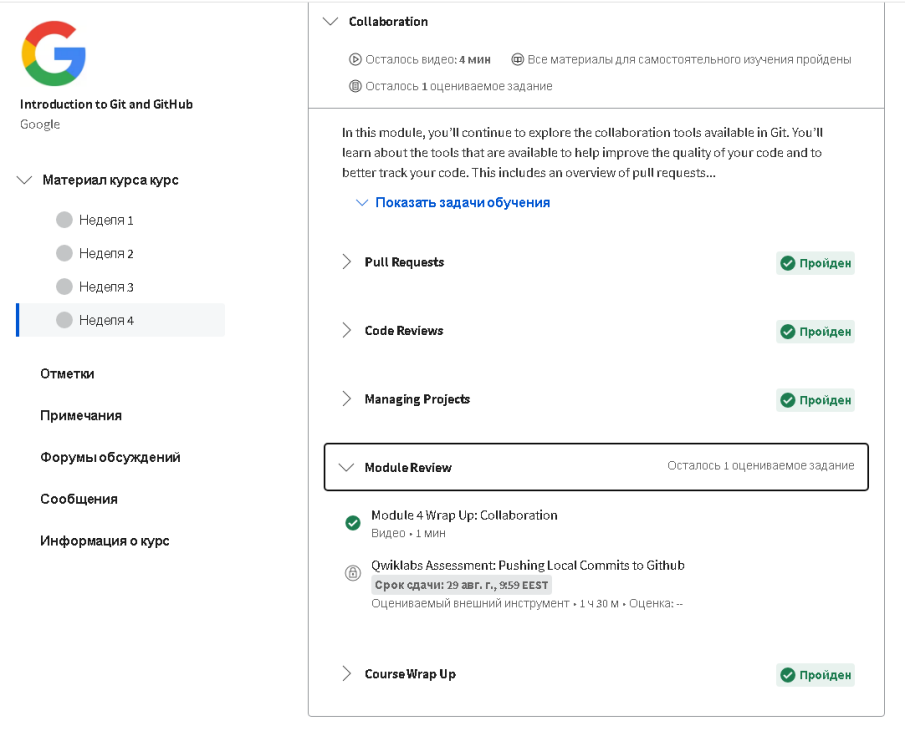 Introduction to Git and GitHub
Google
Материал курса курс
Неделя 1
Неделя 2
Неделя 3
Неделя 4
Отметки
Примечания
Форумы обсуждений
Сообщения
Информация о курс
Collaboration
Осталось видео: 4 мин Все материалы для самостоятельного изучения пройдены
Осталось 1 оцениваемое задание
In this module, you'll continue to explore the collaboration tools available in Git. You'll
learn about the tools that are available to help improve the quality of your code and to
better track your code. This includes an overview of pull requests...
Показать задачи обучения
Pull Requests Пройден
Code Reviews Пройден
Managing Projects Пройден
Module Review Осталось 1 оцениваемое задание
Module 4 Wrap Up: Collaboration
Видео • 1 мин
Qwiklabs Assessment: Pushing Local Commits to Github
Срок сдачи: 29 авг. г., 9:59 EEST
Оцениваемый внешний инструмент • 1 ч 30 м • Оценка: --
Course Wrap Up Пройден